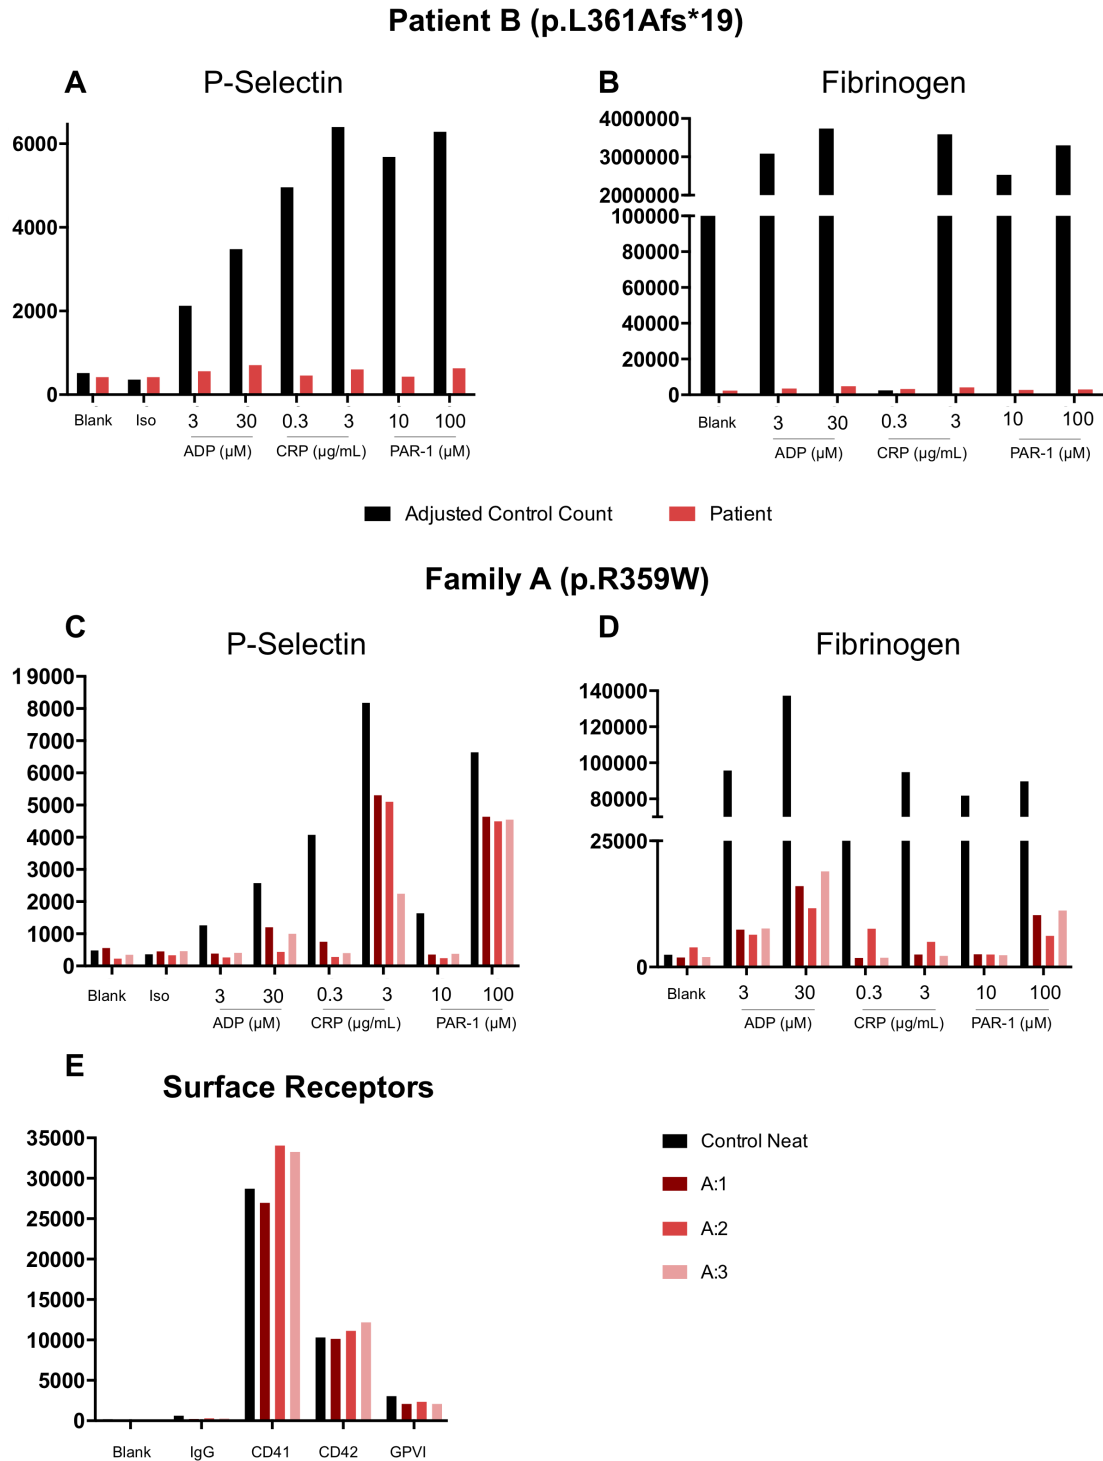 Patient B (p.L361Afs*19)
A
P-Selectin
6000
4000
2000
0
Blank Iso 3 30 0.3 3 10 100
ADP (µM) CRP (µg/mL) PAR-1 (µM)
B
Fibrinogen
4000000
3000000
2000000
100000
80000
60000
40000
20000
0
Blank 3 30 0.3 3 10 100
ADP (µM) CRP (µg/mL) PAR-1 (µM)
Adjusted Control Count Patient
Family A (p.R359W)
C
P-Selectin
19000
8000
7000
6000
5000
4000
3000
2000
1000
0
Blank Iso 3 30 0.3 3 10 100
ADP (µM) CRP (µg/mL) PAR-1 (µM)
D
Fibrinogen
140000
120000
100000
80000
25000
0
Blank 3 30 0.3 3 10 100
ADP (µM) CRP (µg/mL) PAR-1 (µM)
E
Surface Receptors
35000
30000
25000
20000
15000
10000
5000
0
Blank IgG CD41 CD42 GPVI
Control Neat
A:1
A:2
A:3